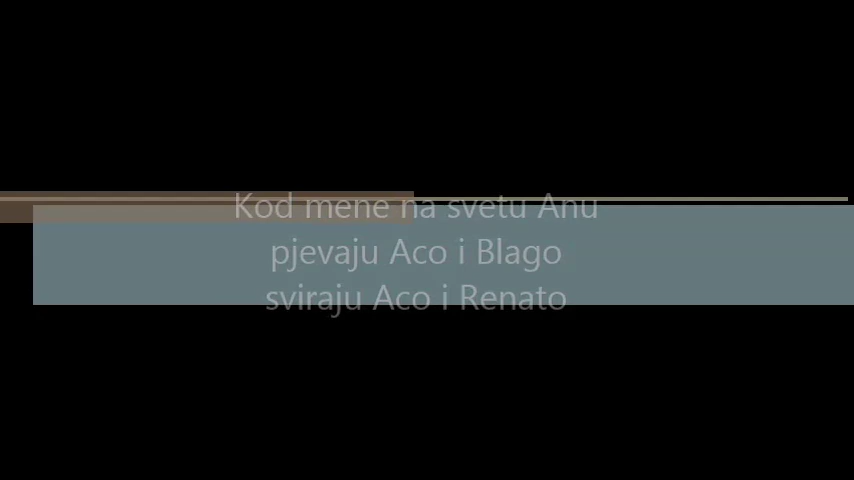 Kod mene na svetu Anu
pjevaju Aco i Blago
sviraju Aco i Renato